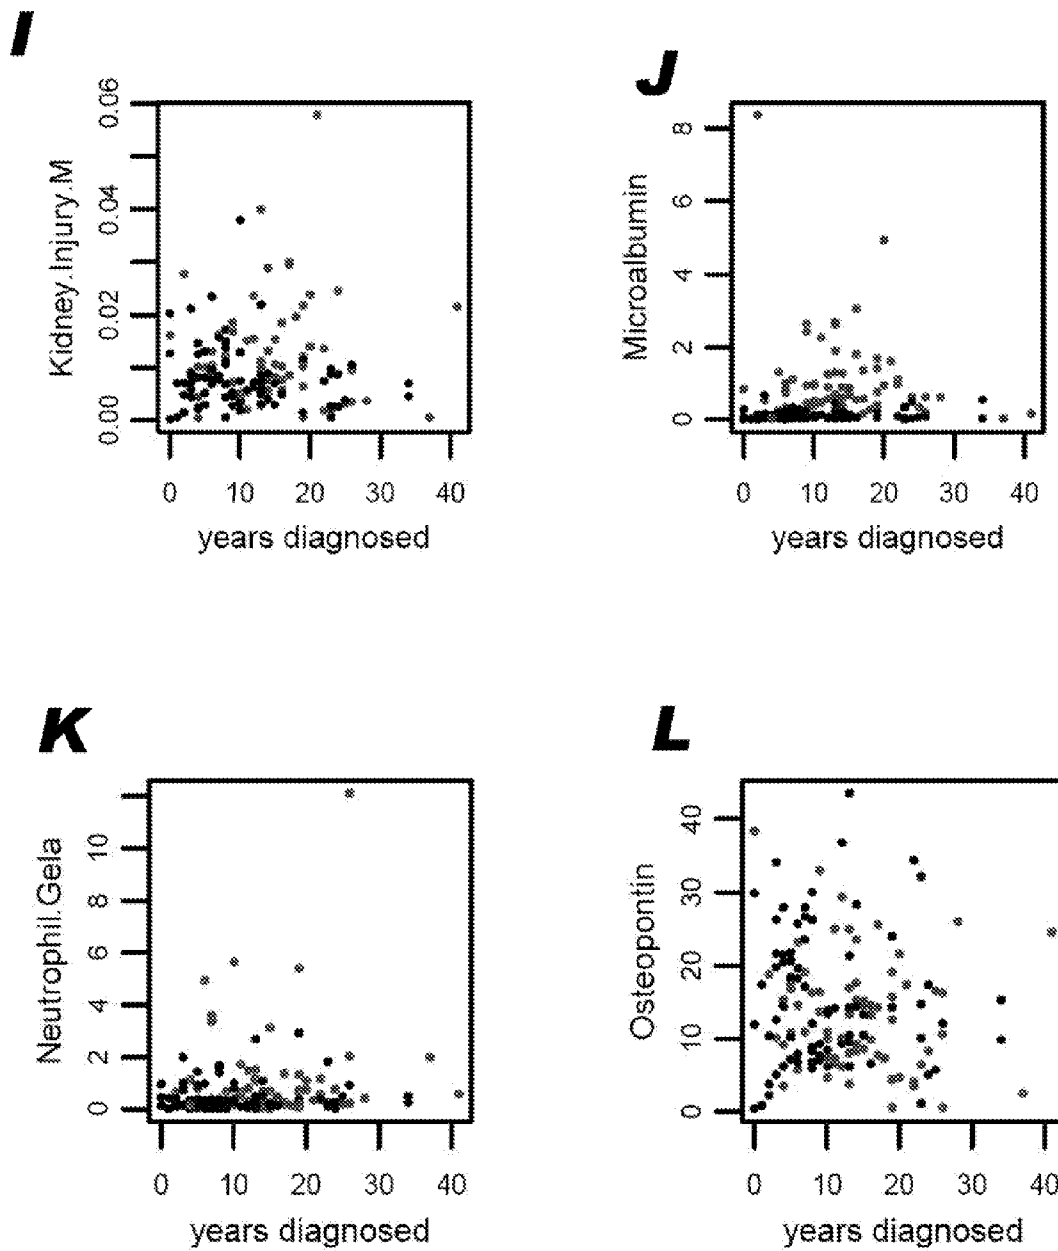 I
J
Kidney.Injury.M
0.00 0.02 0.04 0.06
0 10 20 30 40
years diagnosed
Microalbumin
0 2 4 6 8
0 10 20 30 40
years diagnosed
K
L
Neutrophil.Gela
0 2 4 6 8 10
0 10 20 30 40
years diagnosed
Osteopontin
0 10 20 30 40
0 10 20 30 40
years diagnosed